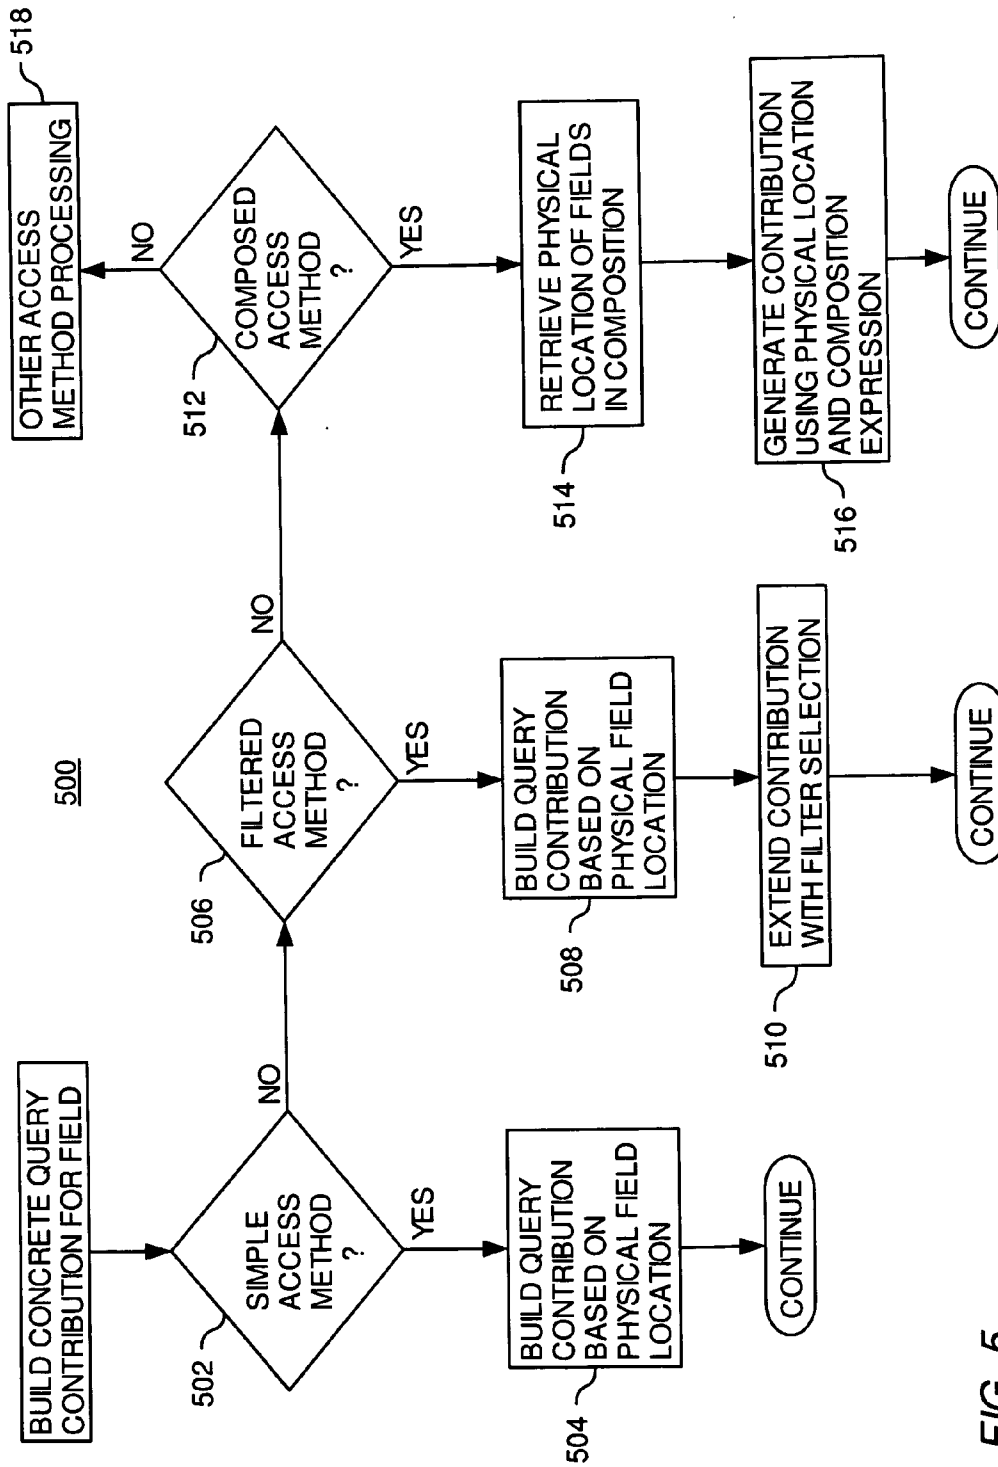 500
BUILD CONCRETE QUERY
CONTRIBUTION FOR FIELD
502
SIMPLE
ACCESS
METHOD
?
NO
YES
504
BUILD QUERY
CONTRIBUTION
BASED ON
PHYSICAL FIELD
LOCATION
CONTINUE
506
FILTERED
ACCESS
METHOD
?
NO
YES
508
BUILD QUERY
CONTRIBUTION
BASED ON
PHYSICAL FIELD
LOCATION
510
EXTEND CONTRIBUTION
WITH FILTER SELECTION
CONTINUE
512
COMPOSED
ACCESS
METHOD
?
NO
518
OTHER ACCESS
METHOD PROCESSING
YES
514
RETRIEVE PHYSICAL
LOCATION OF FIELDS
IN COMPOSITION
516
GENERATE CONTRIBUTION
USING PHYSICAL LOCATION
AND COMPOSITION
EXPRESSION
CONTINUE
FIG. 5